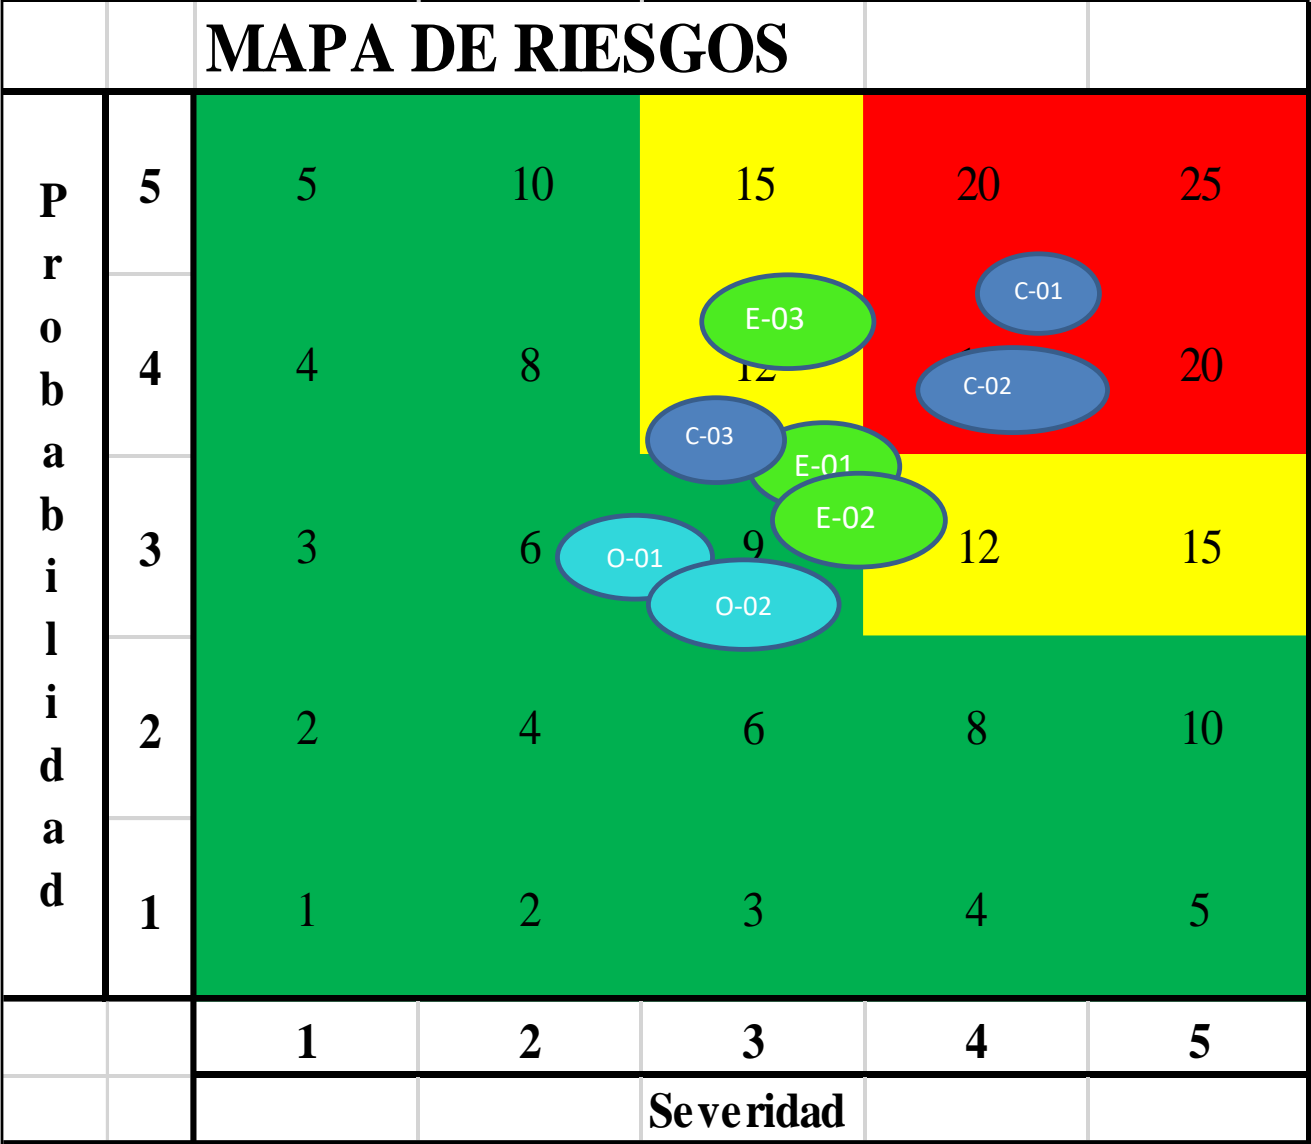 MAPA DE RIESGOS
Probabilidad
5 5 10 15 20 25
C-01
E-03
4 4 8 12 20
C-02
C-03
E-01
E-02
3 3 6 9 12 15
O-01
O-02
2 2 4 6 8 10
1 1 2 3 4 5
1 2 3 4 5
Severidad